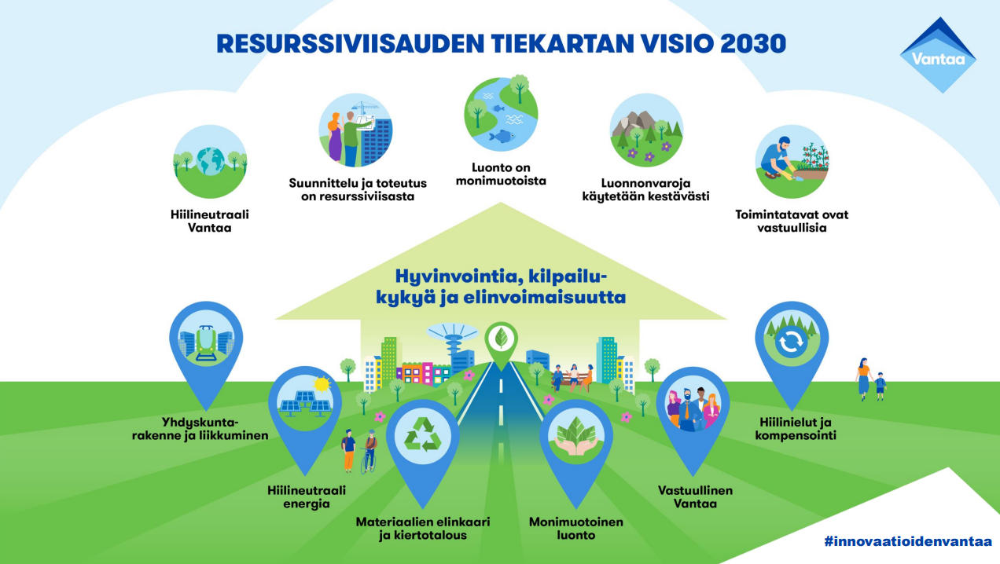 RESURSSIVIISAUDEN TIEKARTAN VISIO 2030
Vantaa
Hiilineutraali
Vantaa
Suunnittelu ja toteutus
on resurssiviisasta
Luonto on
monimuotoista
Luonnonvaroja
käytetään kestävästi
Toimintatavat ovat
vastuullisia
Hyvinvointia, kilpailu-
kykyä ja elinvoimaisuutta
Yhdyskunta-
rakenne ja liikkuminen
Hiilineutraali
energia
Materiaalien elinkaari
ja kiertotalous
Monimuotoinen
luonto
Vastuullinen
Vantaa
Hiilinielut ja
kompensointi
#innovaatioidenvantaa